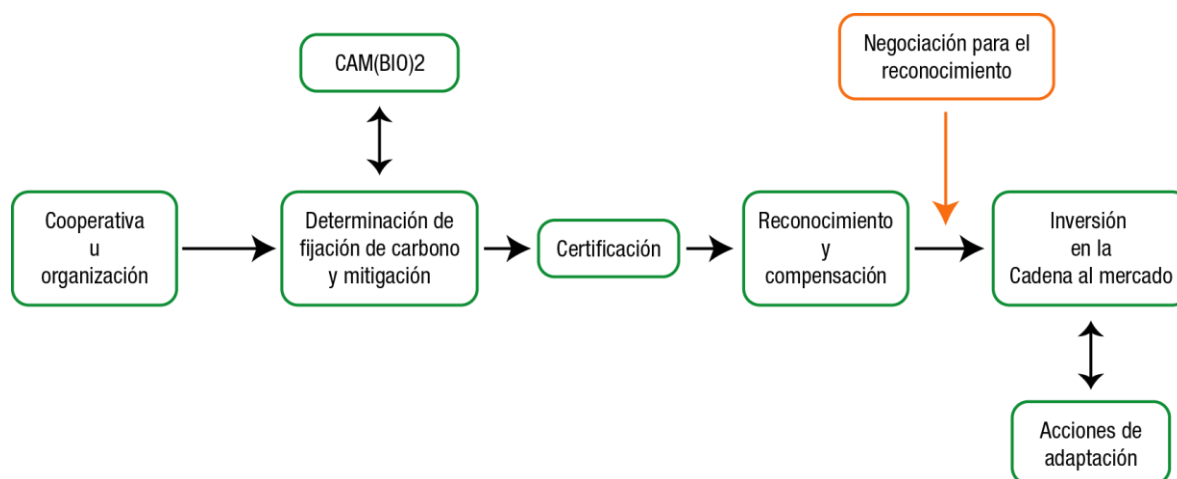 CAM(BIO)2
Negociación para el
reconocimiento
Cooperativa
u
organización
Determinación de
fijación de carbono
y mitigación
Certificación
Reconocimiento
y
compensación
Inversión
en la
Cadena al mercado
Acciones de
adaptación